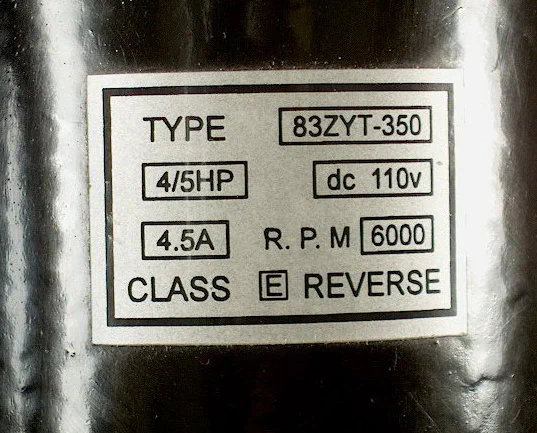 TYPE 83ZYT-350
4/5HP dc 110v
4.5A R. P. M 6000
CLASS E REVERSE